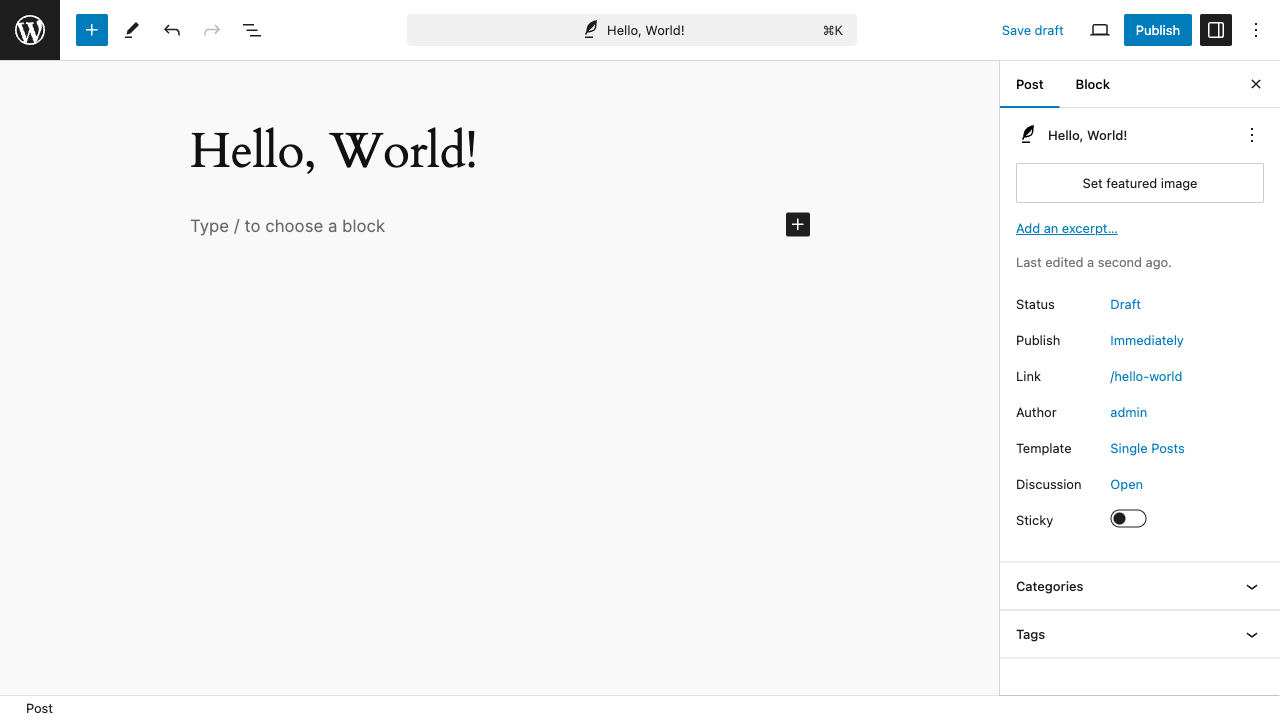 Hello, World!
⌘K
Save draft
Publish
Hello, World!
Type / to choose a block
Post
Block
Hello, World!
Set featured image
Add an excerpt…
Last edited a second ago.
Status Draft
Publish Immediately
Link /hello-world
Author admin
Template Single Posts
Discussion Open
Sticky
Categories
Tags
Post